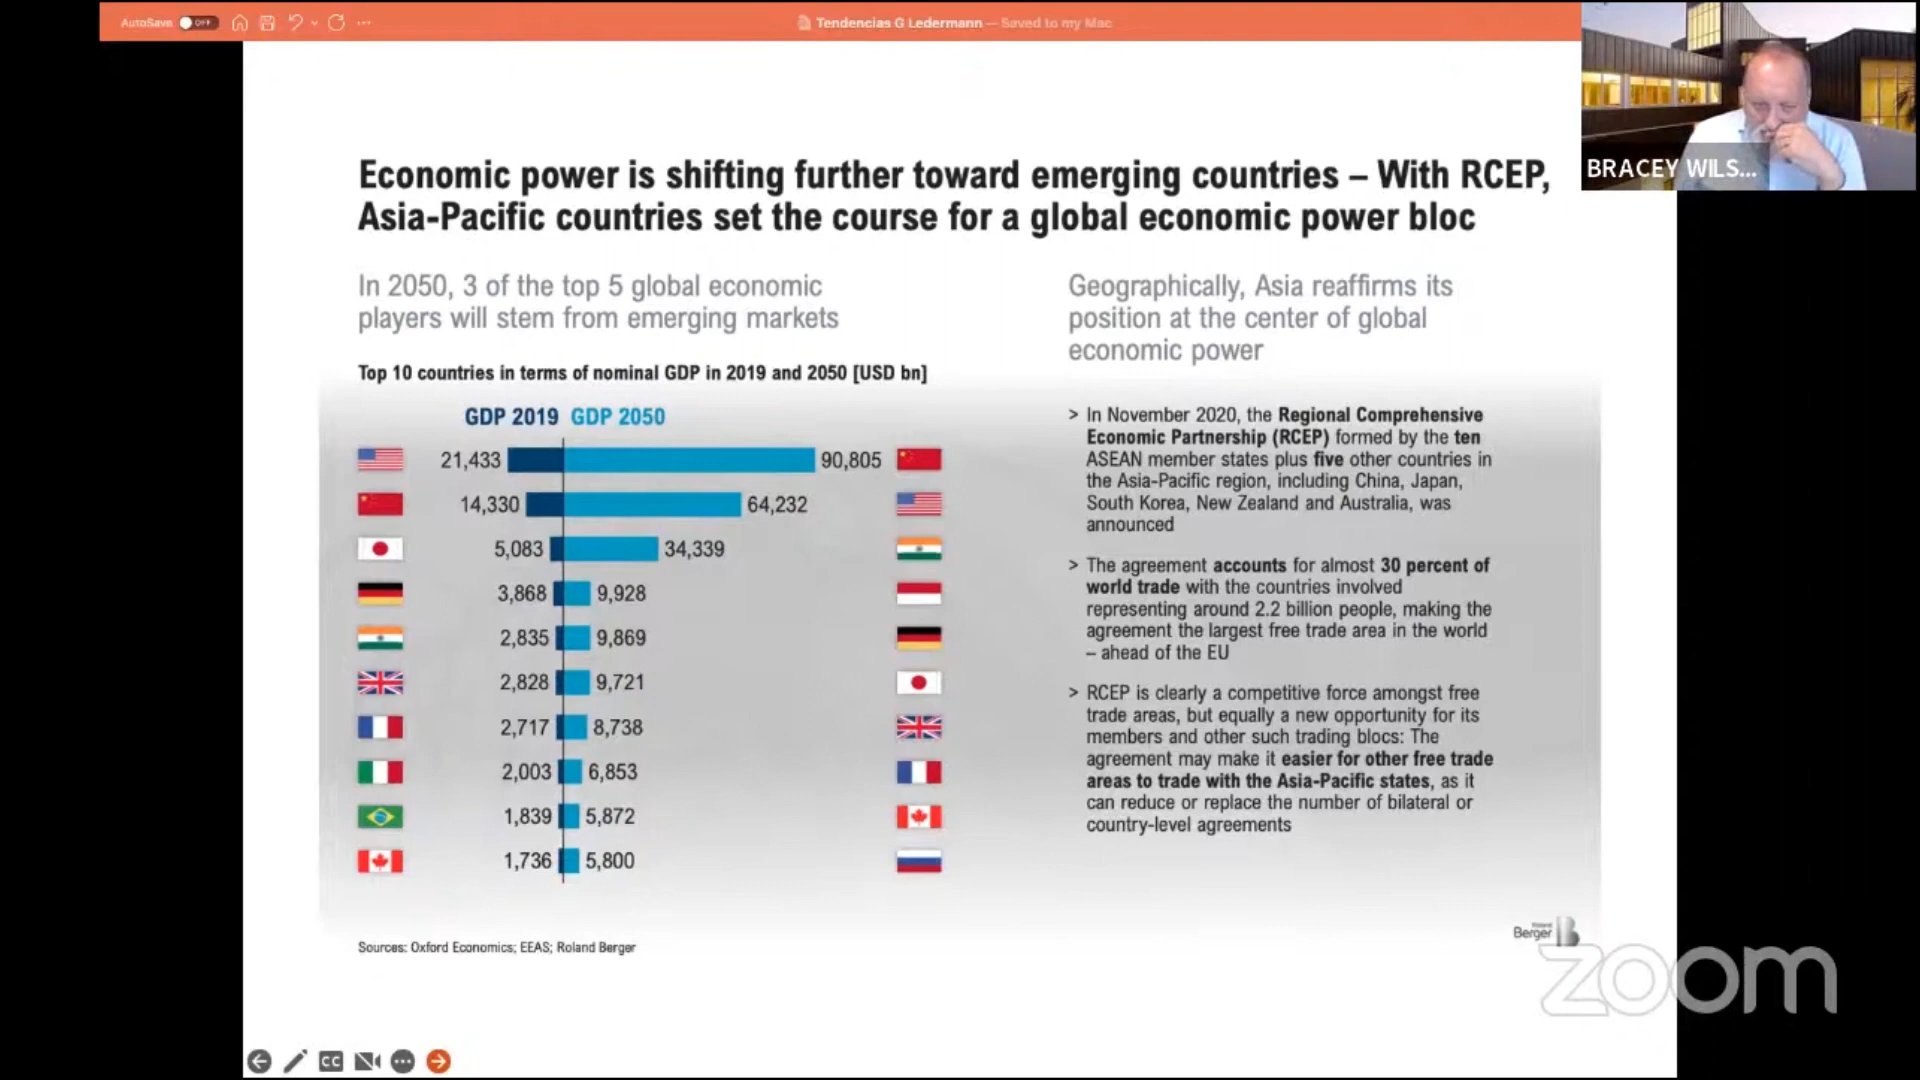 AutoSave OFF
Tendencias G Ledermann — Saved to my Mac
BRACEY WILS...
Economic power is shifting further toward emerging countries – With RCEP,
Asia-Pacific countries set the course for a global economic power bloc
In 2050, 3 of the top 5 global economic
players will stem from emerging markets
Top 10 countries in terms of nominal GDP in 2019 and 2050 [USD bn]
GDP 2019 GDP 2050
21,433 90,805
14,330 64,232
5,083 34,339
3,868 9,928
2,835 9,869
2,828 9,721
2,717 8,738
2,003 6,853
1,839 5,872
1,736 5,800
Geographically, Asia reaffirms its
position at the center of global
economic power
> In November 2020, the Regional Comprehensive
Economic Partnership (RCEP) formed by the ten
ASEAN member states plus five other countries in
the Asia-Pacific region, including China, Japan,
South Korea, New Zealand and Australia, was
announced
> The agreement accounts for almost 30 percent of
world trade with the countries involved
representing around 2.2 billion people, making the
agreement the largest free trade area in the world
– ahead of the EU
> RCEP is clearly a competitive force amongst free
trade areas, but equally a new opportunity for its
members and other such trading blocs: The
agreement may make it easier for other free trade
areas to trade with the Asia-Pacific states, as it
can reduce or replace the number of bilateral or
country-level agreements
Sources: Oxford Economics; EEAS; Roland Berger
Roland
Berger B
zoom
CC